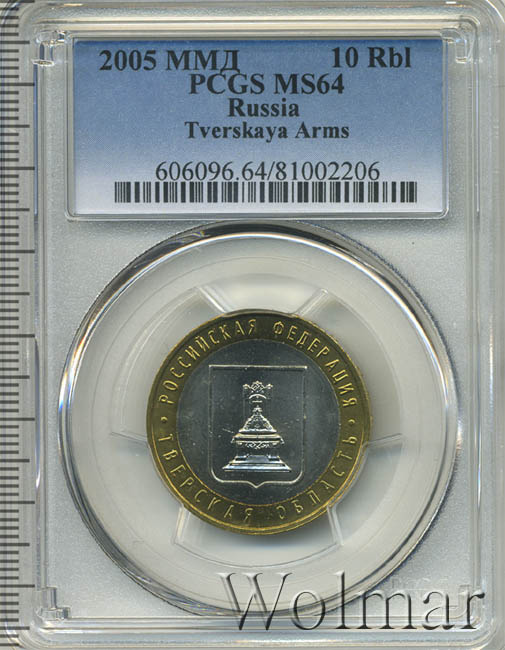 2005 ММД 10 Rbl
PCGS MS64
Russia
Tverskaya Arms
606096.64/81002206
РОССИЙСКАЯ ФЕДЕРАЦИЯ
ТВЕРСКАЯ ОБЛАСТЬ
Wolmar